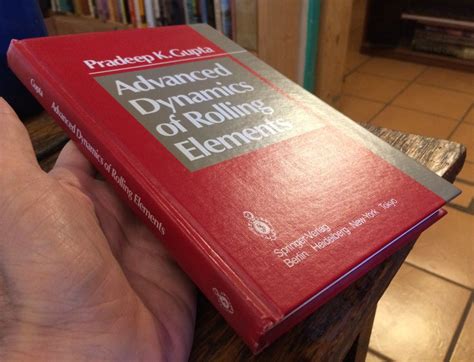 Pradeep K. Gupta
Advanced
Dynamics
of Rolling
Elements
Springer-Verlag
Berlin Heidelberg New York Tokyo
Gupta Advanced Dynamics of Rolling Elements